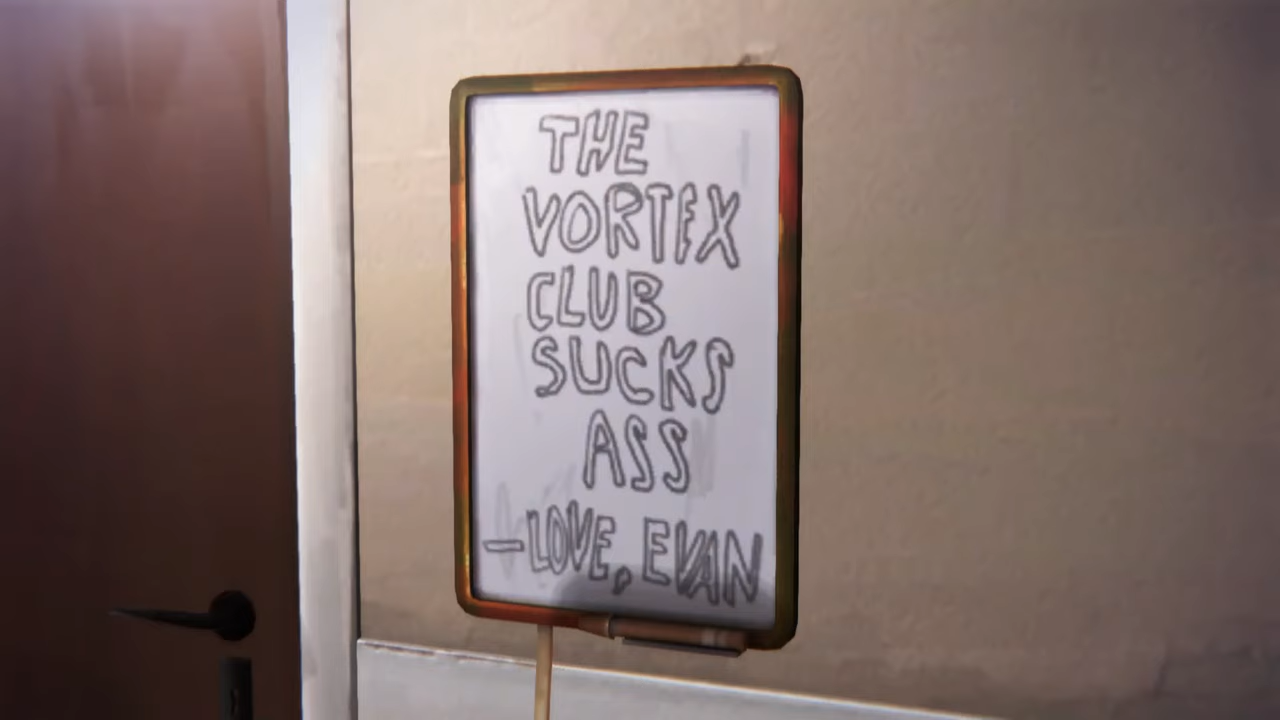 THE
VORTEX
CLUB
SUCKS
ASS
—LOVE, EVAN